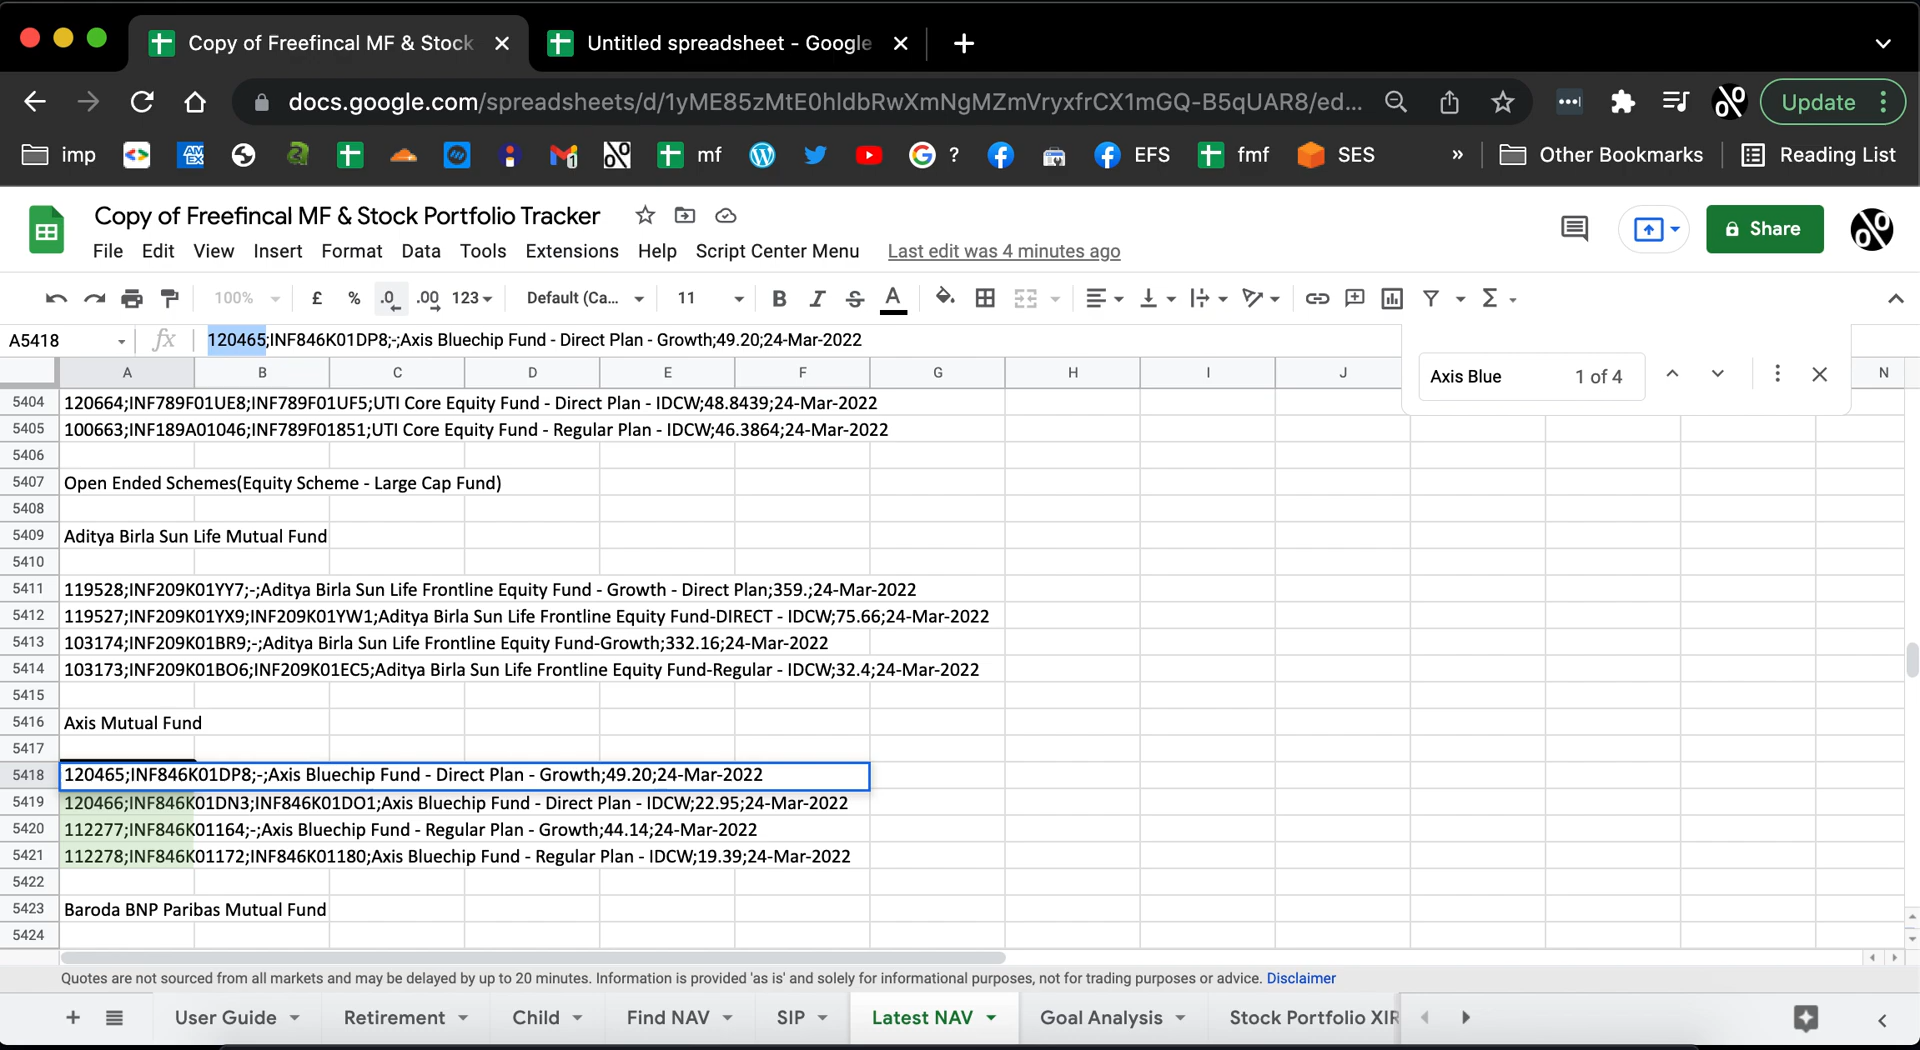 Copy of Freefincal MF & Stock
Untitled spreadsheet - Google
docs.google.com/spreadsheets/d/1yME85zMtE0hldbRwXmNgMZmVryxfrCX1mGQ-B5qUAR8/ed...
Update
imp
AM EX
1
mf
G ?
EFS
fmf
SES
»
Other Bookmarks
Reading List
Copy of Freefincal MF & Stock Portfolio Tracker
Share
File Edit View Insert Format Data Tools Extensions Help Script Center Menu Last edit was 4 minutes ago
100% £ % .0 .00 123 Default (Ca... 11 B I S A Σ
A5418 fx 120465;INF846K01DP8;-;Axis Bluechip Fund - Direct Plan - Growth;49.20;24-Mar-2022
Axis Blue 1 of 4
A B C D E F G H I J N
5404 120664;INF789F01UE8;INF789F01UF5;UTI Core Equity Fund - Direct Plan - IDCW;48.8439;24-Mar-2022
5405 100663;INF189A01046;INF789F01851;UTI Core Equity Fund - Regular Plan - IDCW;46.3864;24-Mar-2022
5406
5407 Open Ended Schemes(Equity Scheme - Large Cap Fund)
5408
5409 Aditya Birla Sun Life Mutual Fund
5410
5411 119528;INF209K01YY7;-;Aditya Birla Sun Life Frontline Equity Fund - Growth - Direct Plan;359.;24-Mar-2022
5412 119527;INF209K01YX9;INF209K01YW1;Aditya Birla Sun Life Frontline Equity Fund-DIRECT - IDCW;75.66;24-Mar-2022
5413 103174;INF209K01BR9;-;Aditya Birla Sun Life Frontline Equity Fund-Growth;332.16;24-Mar-2022
5414 103173;INF209K01BO6;INF209K01EC5;Aditya Birla Sun Life Frontline Equity Fund-Regular - IDCW;32.4;24-Mar-2022
5415
5416 Axis Mutual Fund
5417
5418 120465;INF846K01DP8;-;Axis Bluechip Fund - Direct Plan - Growth;49.20;24-Mar-2022
5419 120466;INF846K01DN3;INF846K01DO1;Axis Bluechip Fund - Direct Plan - IDCW;22.95;24-Mar-2022
5420 112277;INF846K01164;-;Axis Bluechip Fund - Regular Plan - Growth;44.14;24-Mar-2022
5421 112278;INF846K01172;INF846K01180;Axis Bluechip Fund - Regular Plan - IDCW;19.39;24-Mar-2022
5422
5423 Baroda BNP Paribas Mutual Fund
5424
Quotes are not sourced from all markets and may be delayed by up to 20 minutes. Information is provided 'as is' and solely for informational purposes, not for trading purposes or advice. Disclaimer
User Guide Retirement Child Find NAV SIP Latest NAV Goal Analysis Stock Portfolio XIR